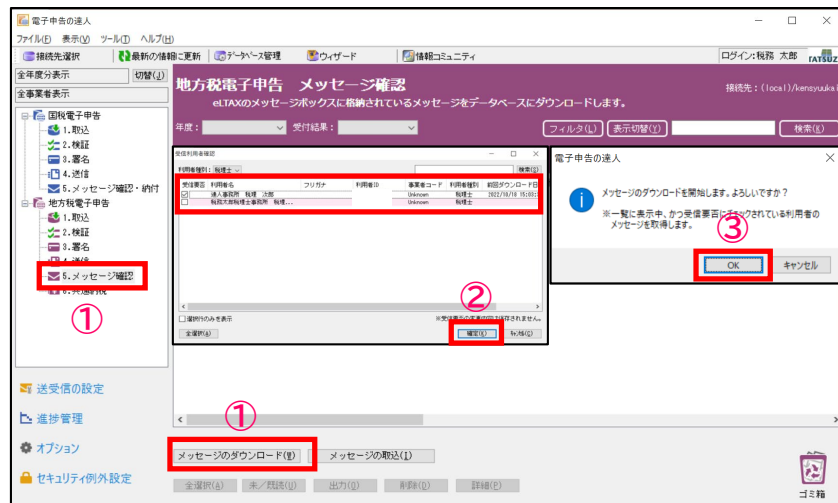 電子申告の達人
ファイル(F) 表示(V) ツール(T) ヘルプ(H)
接続先選択 最新の情報に更新 データベース管理 ウィザード 情報コミュニティ ログイン:税務 太郎
全年度分表示 切替(J)
全事業者表示
国税電子申告
1.取込
2.検証
3.署名
4.送信
5.メッセージ確認・納付
地方税電子申告
1.取込
2.検証
3.署名
4.送信
5.メッセージ確認
①
送受信の設定
進捗管理
オプション
セキュリティ例外設定
地方税電子申告 メッセージ確認
接続先:(local)/kensyuukai
eLTAXのメッセージボックスに格納されているメッセージをデータベースにダウンロードします。
年度: 受付結果: フィルタ(L) 表示切替(Y) 検索(K)
受信利用者確認
利用者種別: 税理士 検索(S)
受信要否 利用者名 フリガナ 利用者ID 事業者コード 利用者種別 前回ダウンロード日
達人事務所 税理 次郎 Unknown 税理士 2022/10/18 15:03:
税務太郎税理士事務所 税理... Unknown 税理士
②
選択行のみを表示
全選択(A) 確定(K) キャンセル(C)
電子申告の達人
メッセージのダウンロードを開始します。よろしいですか?
※一覧に表示中、かつ受信要否にチェックされている利用者の
メッセージを取得します。
③
OK キャンセル
①
メッセージのダウンロード(W) メッセージの取込(I)
全選択(A) 未/既読(U) 出力(O) 削除(D) 詳細(P)
ゴミ箱